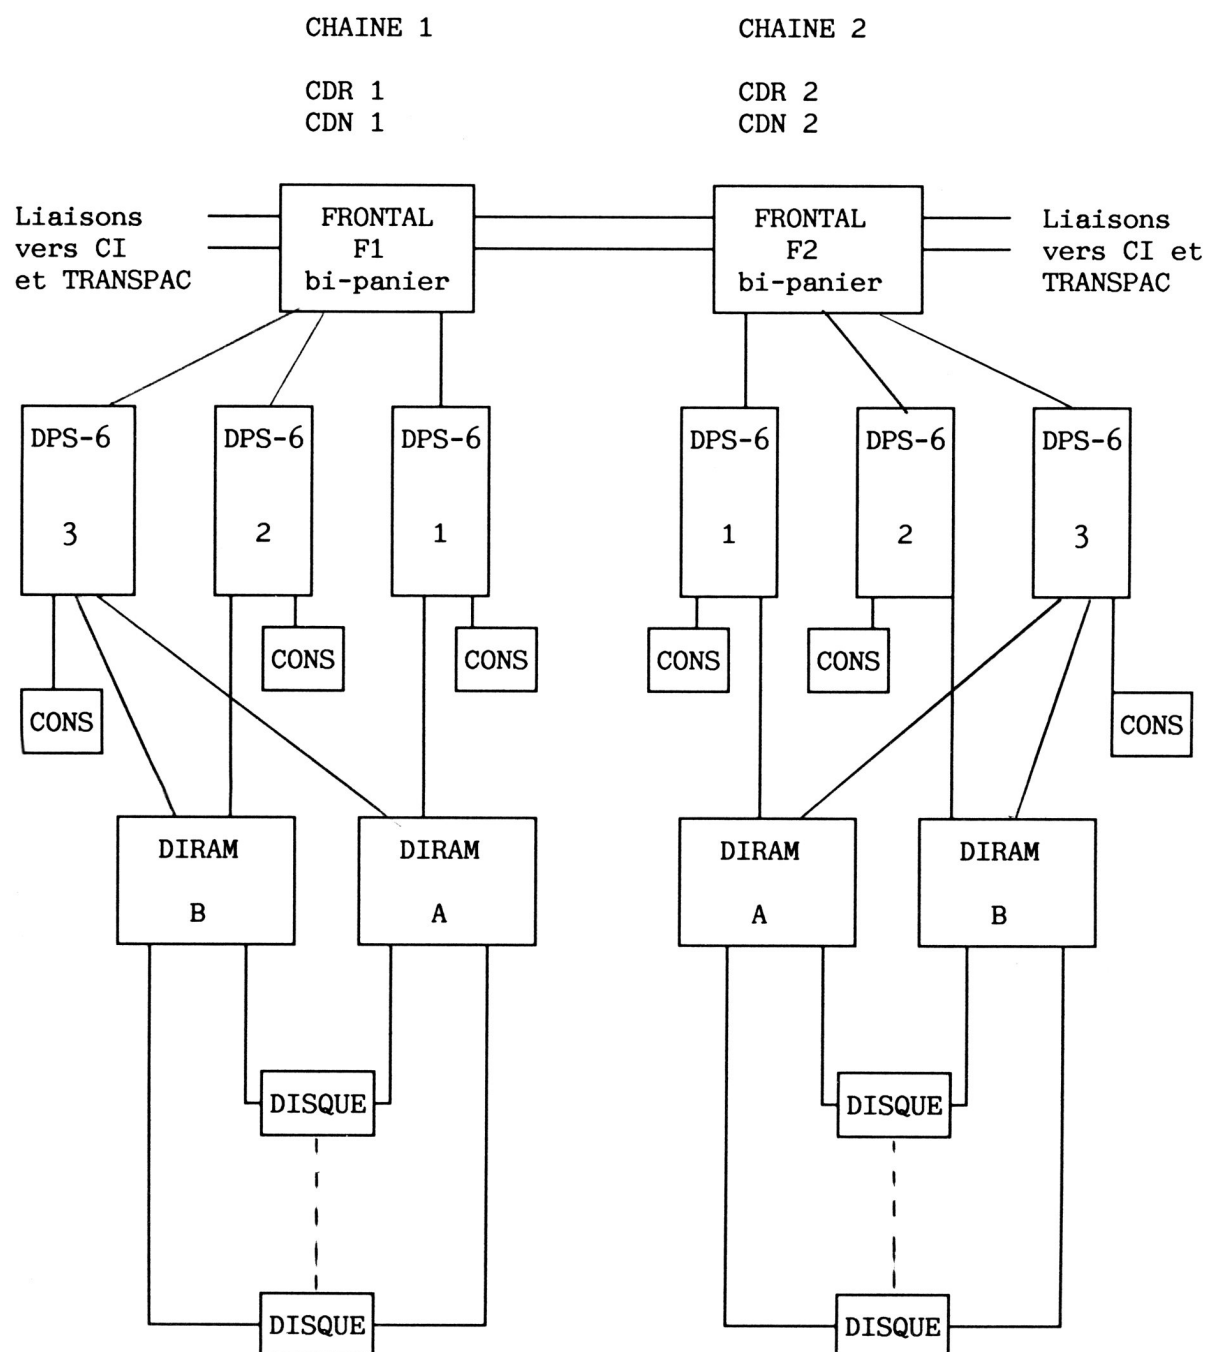 CHAINE 1
CHAINE 2
CDR 1
CDN 1
CDR 2
CDN 2
Liaisons
vers CI
et TRANSPAC
FRONTAL
F1
bi-panier
FRONTAL
F2
bi-panier
Liaisons
vers CI et
TRANSPAC
DPS-6
3
DPS-6
2
DPS-6
1
DPS-6
1
DPS-6
2
DPS-6
3
CONS
CONS
CONS
CONS
CONS
CONS
DIRAM
B
DIRAM
A
DIRAM
A
DIRAM
B
DISQUE
DISQUE
DISQUE
DISQUE